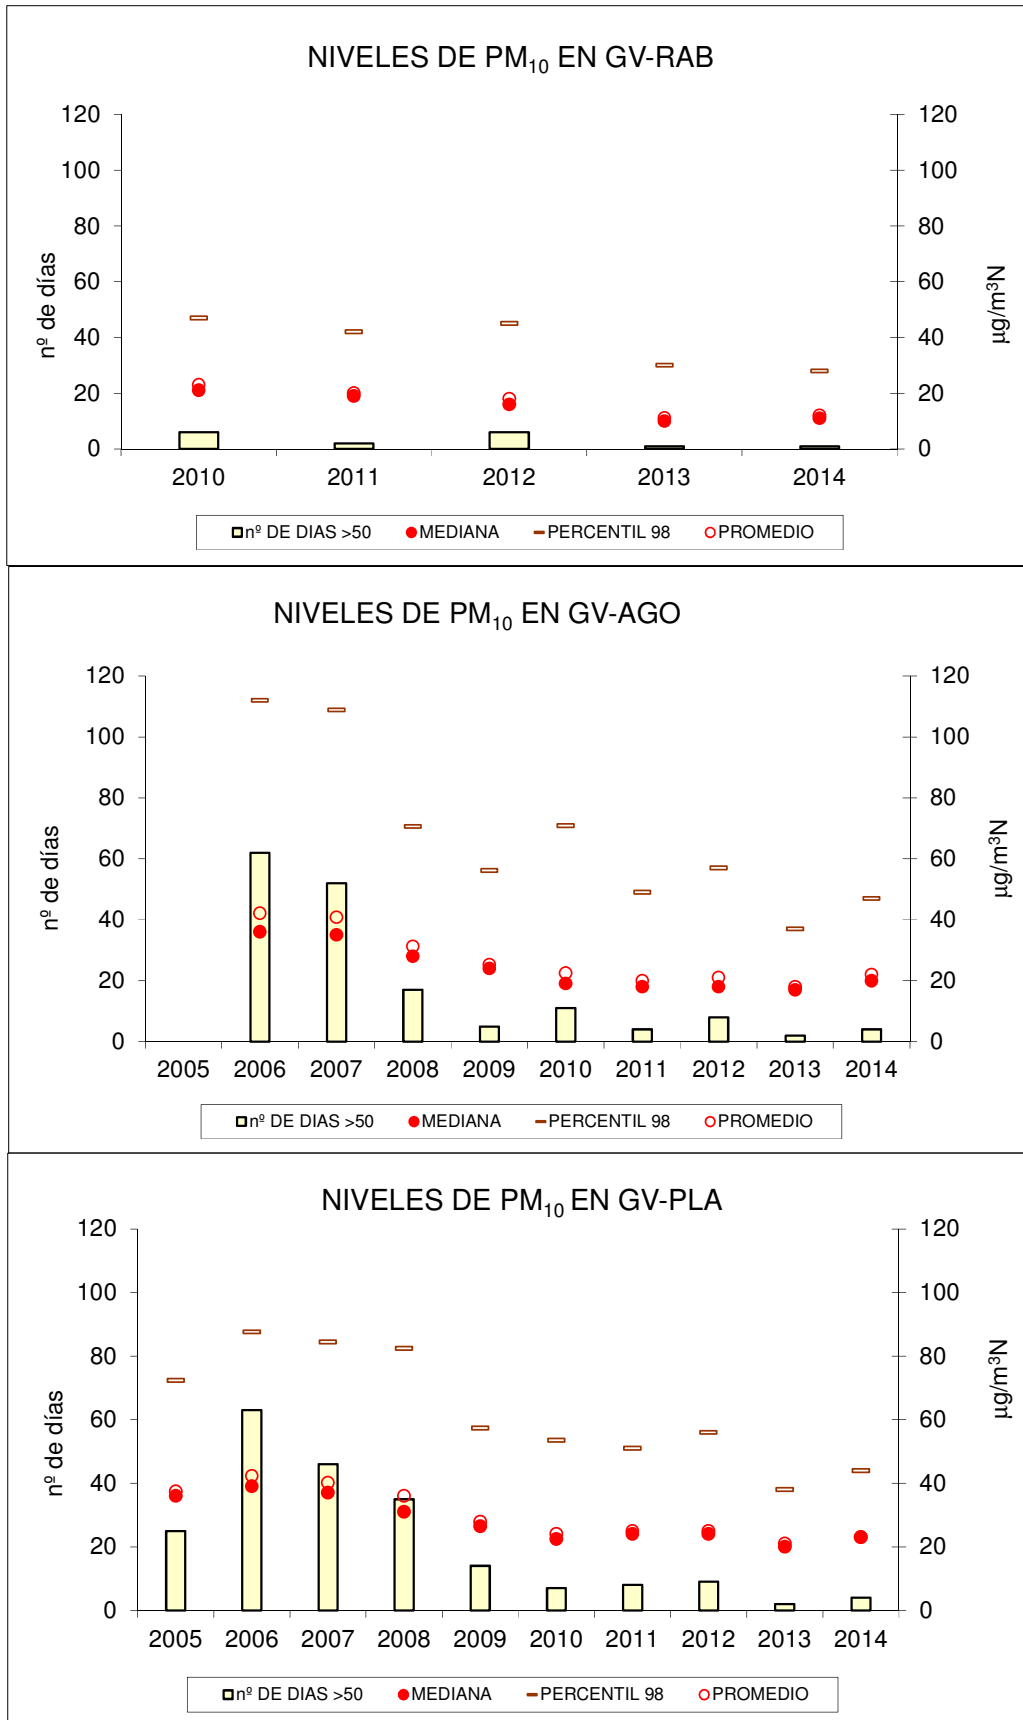 NIVELES DE PM10 EN GV-RAB
120 120
100 100
80 80
60 60
40 40
20 20
0 0
nº de días
µg/m³N
2010 2011 2012 2013 2014
nº DE DIAS >50 MEDIANA PERCENTIL 98 PROMEDIO
NIVELES DE PM10 EN GV-AGO
120 120
100 100
80 80
60 60
40 40
20 20
0 0
nº de días
µg/m³N
2005 2006 2007 2008 2009 2010 2011 2012 2013 2014
nº DE DIAS >50 MEDIANA PERCENTIL 98 PROMEDIO
NIVELES DE PM10 EN GV-PLA
120 120
100 100
80 80
60 60
40 40
20 20
0 0
nº de días
µg/m³N
2005 2006 2007 2008 2009 2010 2011 2012 2013 2014
nº DE DIAS >50 MEDIANA PERCENTIL 98 PROMEDIO